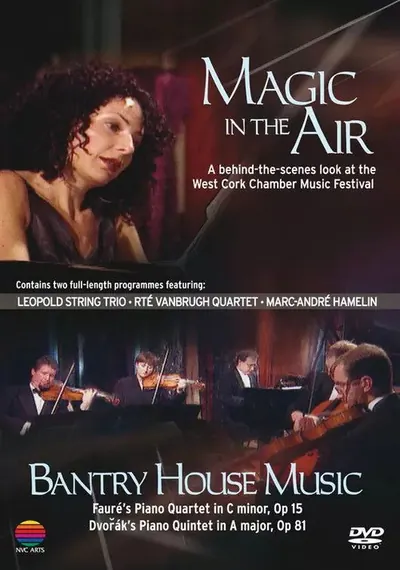 MAGIC
IN THE AIR
A behind-the-scenes look at the
West Cork Chamber Music Festival
Contains two full-length programmes featuring:
LEOPOLD STRING TRIO • RTÉ VANBRUGH QUARTET • MARC-ANDRÉ HAMELIN
BANTRY HOUSE MUSIC
Fauré's Piano Quartet in C minor, Op 15
Dvořák's Piano Quintet in A major, Op 81
NVC ARTS
DVD
VIDEO